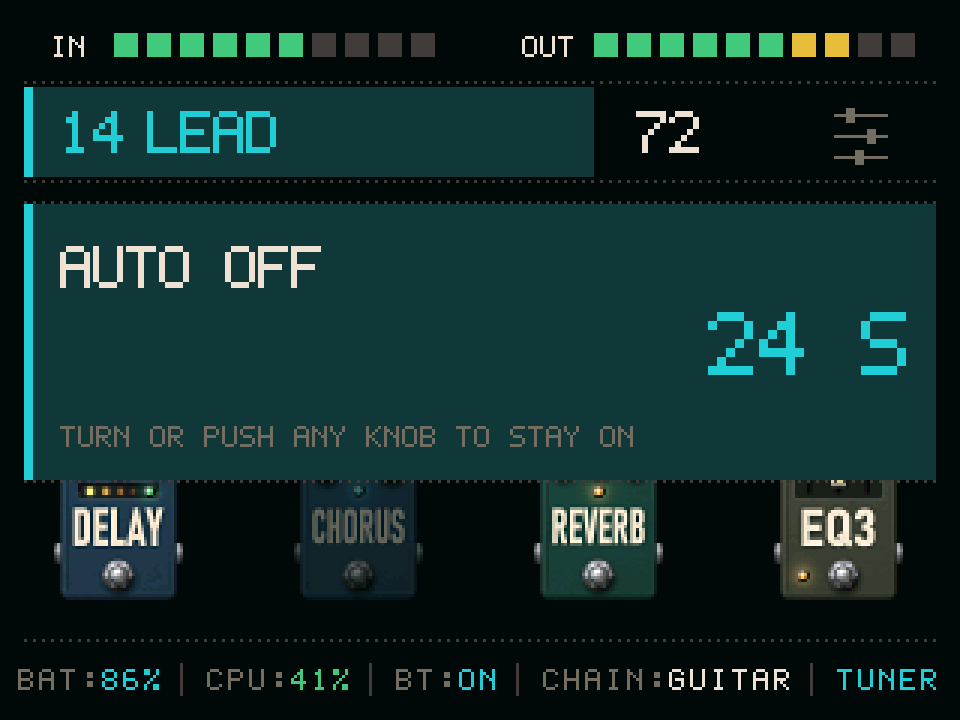 IN OUT
14 LEAD 72
AUTO OFF
24 S
TURN OR PUSH ANY KNOB TO STAY ON
DELAY CHORUS REVERB EQ3
BAT:86% | CPU:41% | BT:ON | CHAIN:GUITAR | TUNER